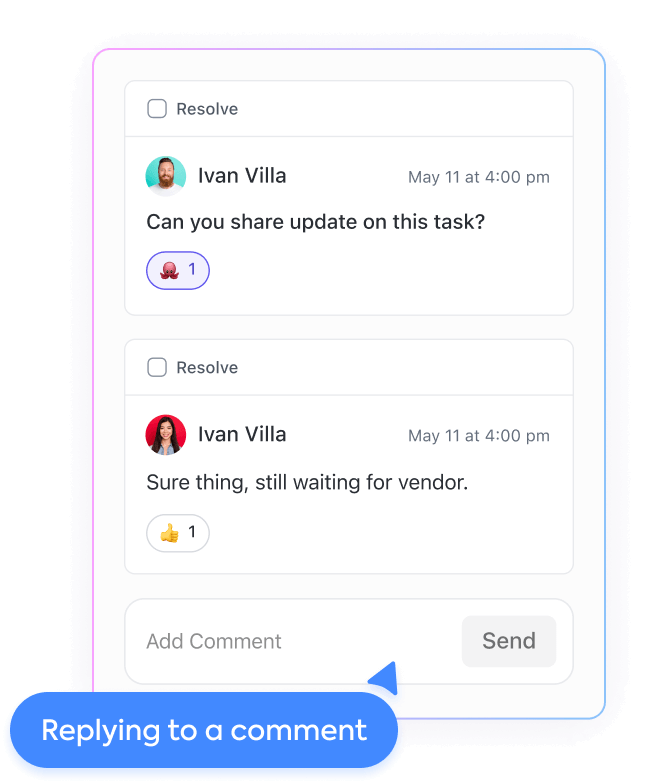 Resolve
Ivan Villa May 11 at 4:00 pm
Can you share update on this task?
1
Resolve
Ivan Villa May 11 at 4:00 pm
Sure thing, still waiting for vendor.
1
Add Comment Send
Replying to a comment